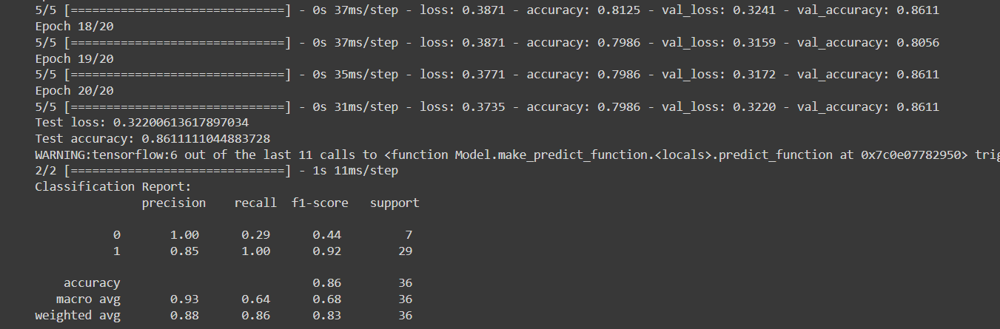 5/5 [==============================] - 0s 37ms/step - loss: 0.3871 - accuracy: 0.8125 - val_loss: 0.3241 - val_accuracy: 0.8611
Epoch 18/20
5/5 [==============================] - 0s 37ms/step - loss: 0.3871 - accuracy: 0.7986 - val_loss: 0.3159 - val_accuracy: 0.8056
Epoch 19/20
5/5 [==============================] - 0s 35ms/step - loss: 0.3771 - accuracy: 0.7986 - val_loss: 0.3172 - val_accuracy: 0.8611
Epoch 20/20
5/5 [==============================] - 0s 31ms/step - loss: 0.3735 - accuracy: 0.7986 - val_loss: 0.3220 - val_accuracy: 0.8611
Test loss: 0.32200613617897034
Test accuracy: 0.8611111044883728
WARNING:tensorflow:6 out of the last 11 calls to <function Model.make_predict_function.<locals>.predict_function at 0x7c0e07782950> trig
2/2 [==============================] - 1s 11ms/step
Classification Report:
               precision    recall  f1-score   support

           0       1.00      0.29      0.44         7
           1       0.85      1.00      0.92        29

    accuracy                           0.86        36
   macro avg       0.93      0.64      0.68        36
weighted avg       0.88      0.86      0.83        36